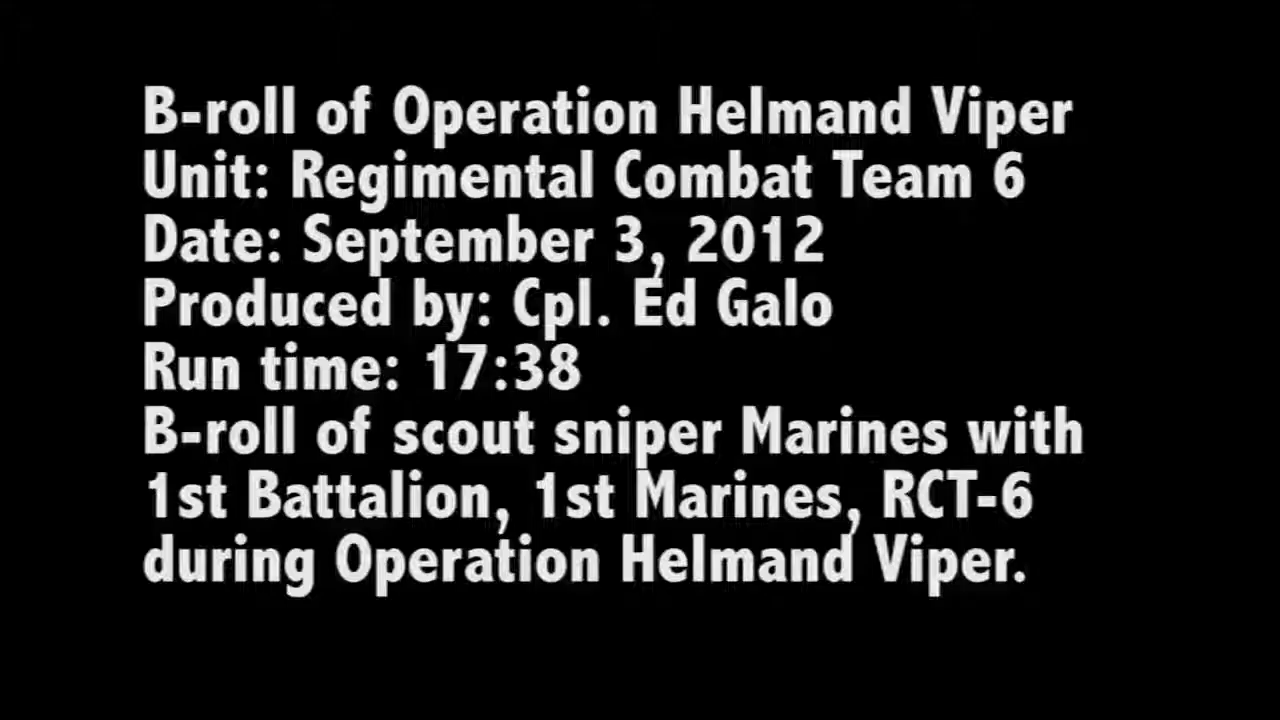 B-roll of Operation Helmand Viper
Unit: Regimental Combat Team 6
Date: September 3, 2012
Produced by: Cpl. Ed Galo
Run time: 17:38
B-roll of scout sniper Marines with
1st Battalion, 1st Marines, RCT-6
during Operation Helmand Viper.